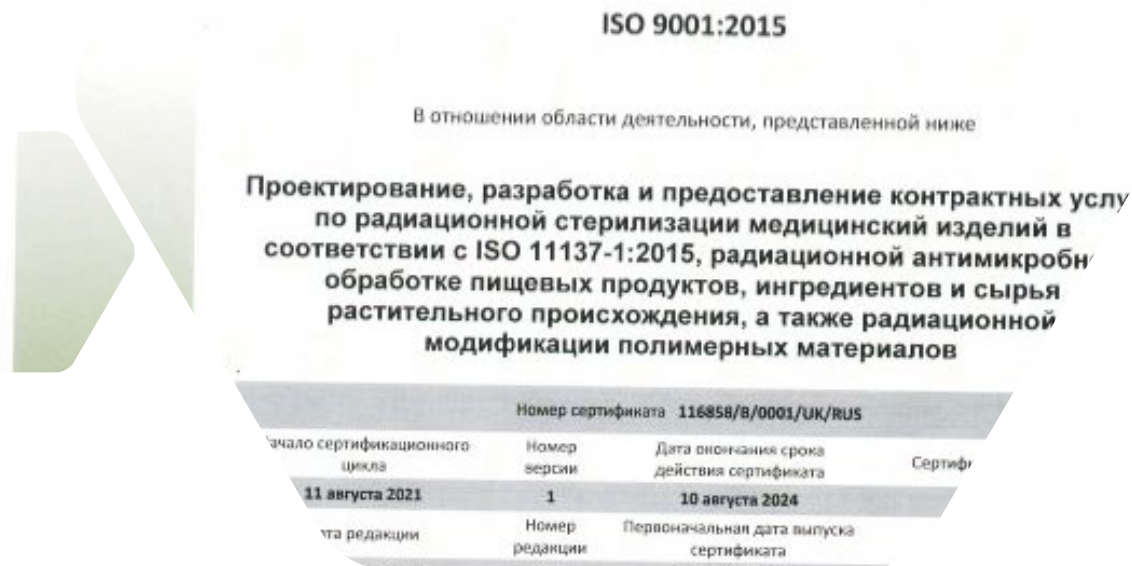 ISO 9001:2015
В отношении области деятельности, представленной ниже
Проектирование, разработка и предоставление контрактных услу
по радиационной стерилизации медицинский изделий в
соответствии с ISO 11137-1:2015, радиационной антимикробн
обработке пищевых продуктов, ингредиентов и сырья
растительного происхождения, а также радиационной
модификации полимерных материалов
Номер сертификата 116858/B/0001/UK/RUS
ачало сертификационного цикла
Номер версии
Дата окончания срока действия сертификата
Сертифи
11 августа 2021 1 10 августа 2024
та редакции
Номер редакции
Первоначальная дата выпуска сертификата